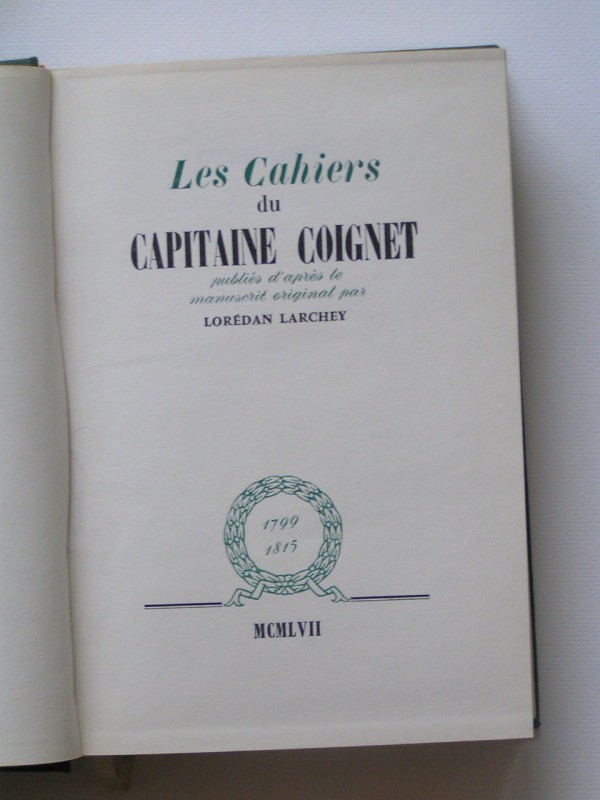 Les Cahiers
du
CAPITAINE COIGNET
publiés d'après le
manuscrit original par
LORÉDAN LARCHEY
1799
1815
MCMLVII